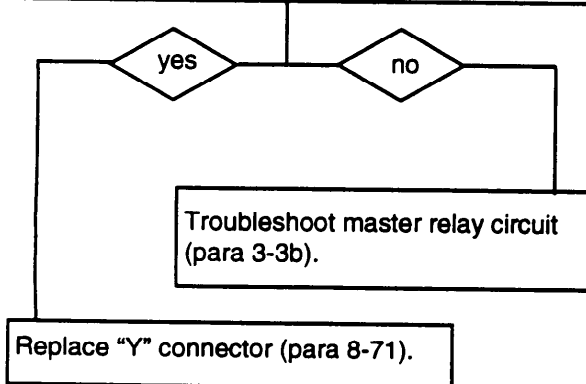 yes
no
Troubleshoot master relay circuit
(para 3-3b).
Replace “Y” connector (para 8-71).